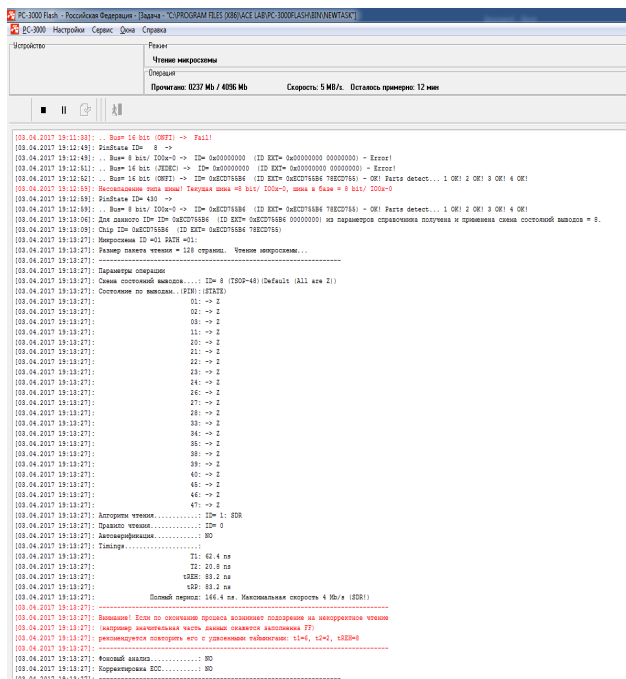 PC-3000 Flash - Российская Федерация - [Задача - "C:\PROGRAM FILES (X86)\ACE LAB\PC-3000FLASH\BIN\NEWTASK"]
PC-3000 Настройки Сервис Окна Справка
Устройство
Режим
Чтение микросхемы
Операция
Прочитано: 0237 Mb / 4096 Mb Скорость: 5 MB/s. Осталось примерно: 12 мин
[03.04.2017 19:11:33]: .. Bus= 16 bit (ONFI) -> Fail!
[03.04.2017 19:12:49]: PinState ID= 8 ->
[03.04.2017 19:12:49]: .. Bus= 8 bit/ IO0x-0 -> ID= 0x00000000 (ID EXT= 0x00000000 00000000) - Error!
[03.04.2017 19:12:51]: .. Bus= 16 bit (JEDEC) -> ID= 0x00000000 (ID EXT= 0x00000000 00000000) - Error!
[03.04.2017 19:12:52]: .. Bus= 16 bit (ONFI) -> ID= 0xECD755B6 (ID EXT= 0xECD755B6 78ECD755) - OK! Parts detect... 1 OK! 2 OK! 3 OK! 4 OK!
[03.04.2017 19:12:59]: Несовпадение типа шины! Текущая шина =8 bit/ IO0x-0, шина в базе = 8 bit/ IO0x-0
[03.04.2017 19:12:59]: PinState ID= 430 ->
[03.04.2017 19:12:59]: .. Bus= 8 bit/ IO0x-0 -> ID= 0xECD755B6 (ID EXT= 0xECD755B6 78ECD755) - OK! Parts detect... 1 OK! 2 OK! 3 OK! 4 OK!
[03.04.2017 19:13:06]: Для данного ID= ID= 0xECD755B6 (ID EXT= 0xECD755B6 00000000) из параметров справочника получена и применена схема состояний выводов = 8.
[03.04.2017 19:13:09]: Chip ID= 0xECD755B6 (ID EXT= 0xECD755B6 78ECD755)
[03.04.2017 19:13:27]: Микросхема ID =01 PATH =01:
[03.04.2017 19:13:27]: Размер пакета чтения = 128 страниц. Чтение микросхемы...
[03.04.2017 19:13:27]: ----------------------------------------------------------------
[03.04.2017 19:13:27]: Параметры операции
[03.04.2017 19:13:27]: Схема состояний выводов....: ID= 8 (TSOP-48)(Default (All are Z))
[03.04.2017 19:13:27]: Состояние по выводам..(PIN):(STATE)
[03.04.2017 19:13:27]: 01: -> Z
[03.04.2017 19:13:27]: 02: -> Z
[03.04.2017 19:13:27]: 03: -> Z
[03.04.2017 19:13:27]: 11: -> Z
[03.04.2017 19:13:27]: 20: -> Z
[03.04.2017 19:13:27]: 21: -> Z
[03.04.2017 19:13:27]: 22: -> Z
[03.04.2017 19:13:27]: 23: -> Z
[03.04.2017 19:13:27]: 24: -> Z
[03.04.2017 19:13:27]: 26: -> Z
[03.04.2017 19:13:27]: 27: -> Z
[03.04.2017 19:13:27]: 28: -> Z
[03.04.2017 19:13:27]: 33: -> Z
[03.04.2017 19:13:27]: 34: -> Z
[03.04.2017 19:13:27]: 35: -> Z
[03.04.2017 19:13:27]: 38: -> Z
[03.04.2017 19:13:27]: 39: -> Z
[03.04.2017 19:13:27]: 40: -> Z
[03.04.2017 19:13:27]: 45: -> Z
[03.04.2017 19:13:27]: 46: -> Z
[03.04.2017 19:13:27]: 47: -> Z
[03.04.2017 19:13:27]: Алгоритм чтения............: ID= 1: SDR
[03.04.2017 19:13:27]: Правило чтения.............: ID= 0
[03.04.2017 19:13:27]: Автоверификация............: NO
[03.04.2017 19:13:27]: Timings....................:
[03.04.2017 19:13:27]: T1: 62.4 ns
[03.04.2017 19:13:27]: T2: 20.8 ns
[03.04.2017 19:13:27]: tREH: 83.2 ns
[03.04.2017 19:13:27]: tRP: 83.2 ns
[03.04.2017 19:13:27]: Полный период: 166.4 ns. Максимальная скорость 4 Mb/s (SDR!)
[03.04.2017 19:13:27]: ----------------------------------------------------------------
[03.04.2017 19:13:27]: Внимание! Если по окончанию процеса возникнет подозрение на некорректное чтение
[03.04.2017 19:13:27]: (например значительная часть данных окажется заполнена FF)
[03.04.2017 19:13:27]: рекомендуется повторить его с удвоенными таймингами: t1=6, t2=2, tREH=8
[03.04.2017 19:13:27]: ----------------------------------------------------------------
[03.04.2017 19:13:27]: Фоновый анализ.............: NO
[03.04.2017 19:13:27]: Корректировка ECC..........: NO
[03.04.2017 19:13:27]: ----------------------------------------------------------------